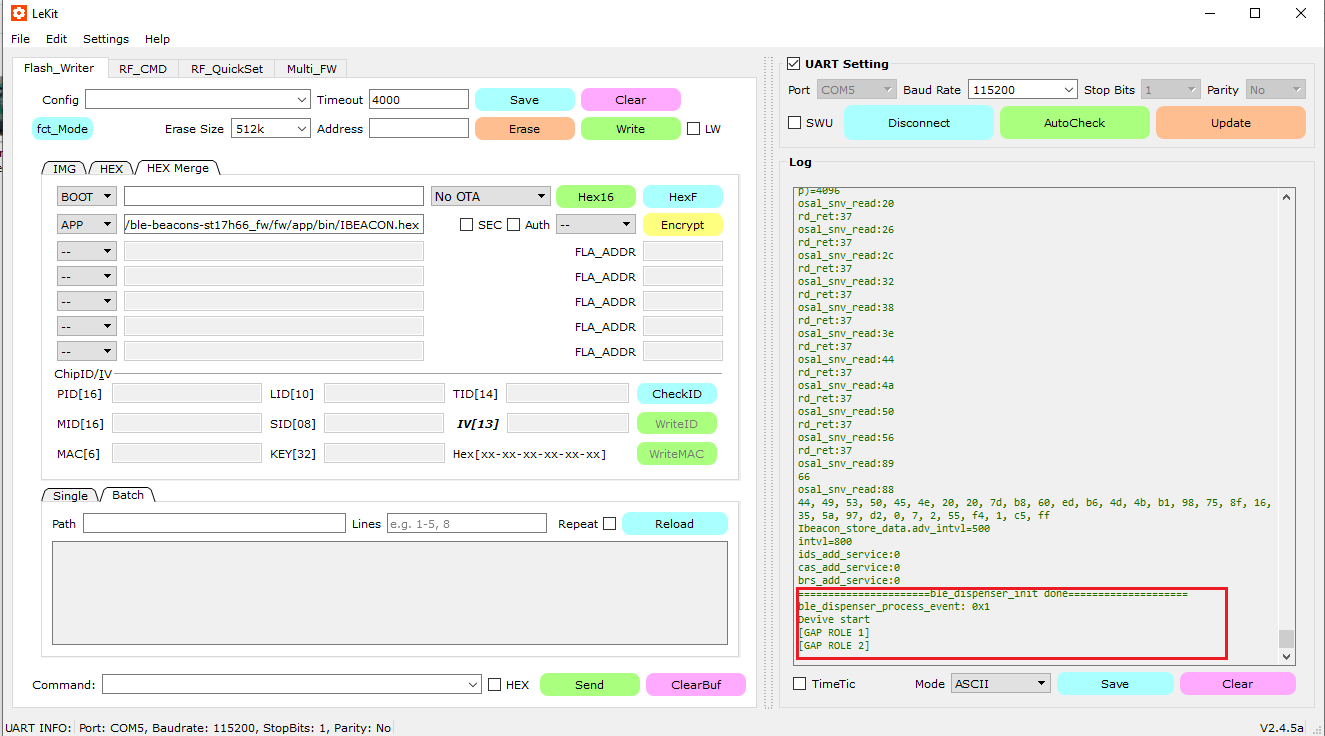 LeKit
File Edit Settings Help
Flash_Writer RF_CMD RF_QuickSet Multi_FW
Config Timeout 4000 Save Clear
fct_Mode Erase Size 512k Address Erase Write LW
IMG HEX HEX Merge
BOOT No OTA Hex16 HexF
APP /ble-beacons-st17h66_fw/fw/app/bin/IBEACON.hex SEC Auth -- Encrypt
-- FLA_ADDR
-- FLA_ADDR
-- FLA_ADDR
-- FLA_ADDR
-- FLA_ADDR
ChipID/IV
PID[16] LID[10] TID[14] CheckID
MID[16] SID[08] IV[13] WriteID
MAC[6] KEY[32] Hex[xx-xx-xx-xx-xx-xx] WriteMAC
Single Batch
Path Lines e.g. 1-5, 8 Repeat Reload
Command: HEX Send ClearBuf
UART Setting
Port COM5 Baud Rate 115200 Stop Bits 1 Parity No
SWU Disconnect AutoCheck Update
Log
p)=4096
osal_snv_read:20
rd_ret:37
osal_snv_read:26
rd_ret:37
osal_snv_read:2c
rd_ret:37
osal_snv_read:32
rd_ret:37
osal_snv_read:38
rd_ret:37
osal_snv_read:3e
rd_ret:37
osal_snv_read:44
rd_ret:37
osal_snv_read:4a
rd_ret:37
osal_snv_read:50
rd_ret:37
osal_snv_read:56
rd_ret:37
osal_snv_read:89
66
osal_snv_read:88
44, 49, 53, 50, 45, 4e, 20, 20, 7d, b8, 60, ed, b6, 4d, 4b, b1, 98, 75, 8f, 16,
35, 5a, 97, d2, 0, 7, 2, 55, f4, 1, c5, ff
Ibeacon_store_data.adv_intvl=500
intvl=800
ids_add_service:0
cas_add_service:0
brs_add_service:0
======================ble_dispenser_init done====================
ble_dispenser_process_event: 0x1
Devive start
[GAP ROLE 1]
[GAP ROLE 2]
TimeTic Mode ASCII Save Clear
UART INFO: Port: COM5, Baudrate: 115200, StopBits: 1, Parity: No V2.4.5a